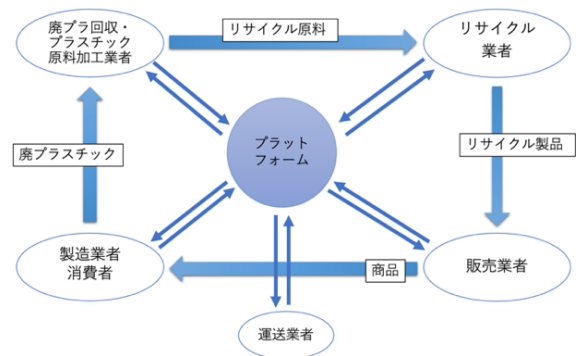 廃プラ回収・
プラスチック
原料加工業者
リサイクル原料
リサイクル
業者
プラット
フォーム
廃プラスチック
リサイクル製品
製造業者
消費者
商品
販売業者
運送業者